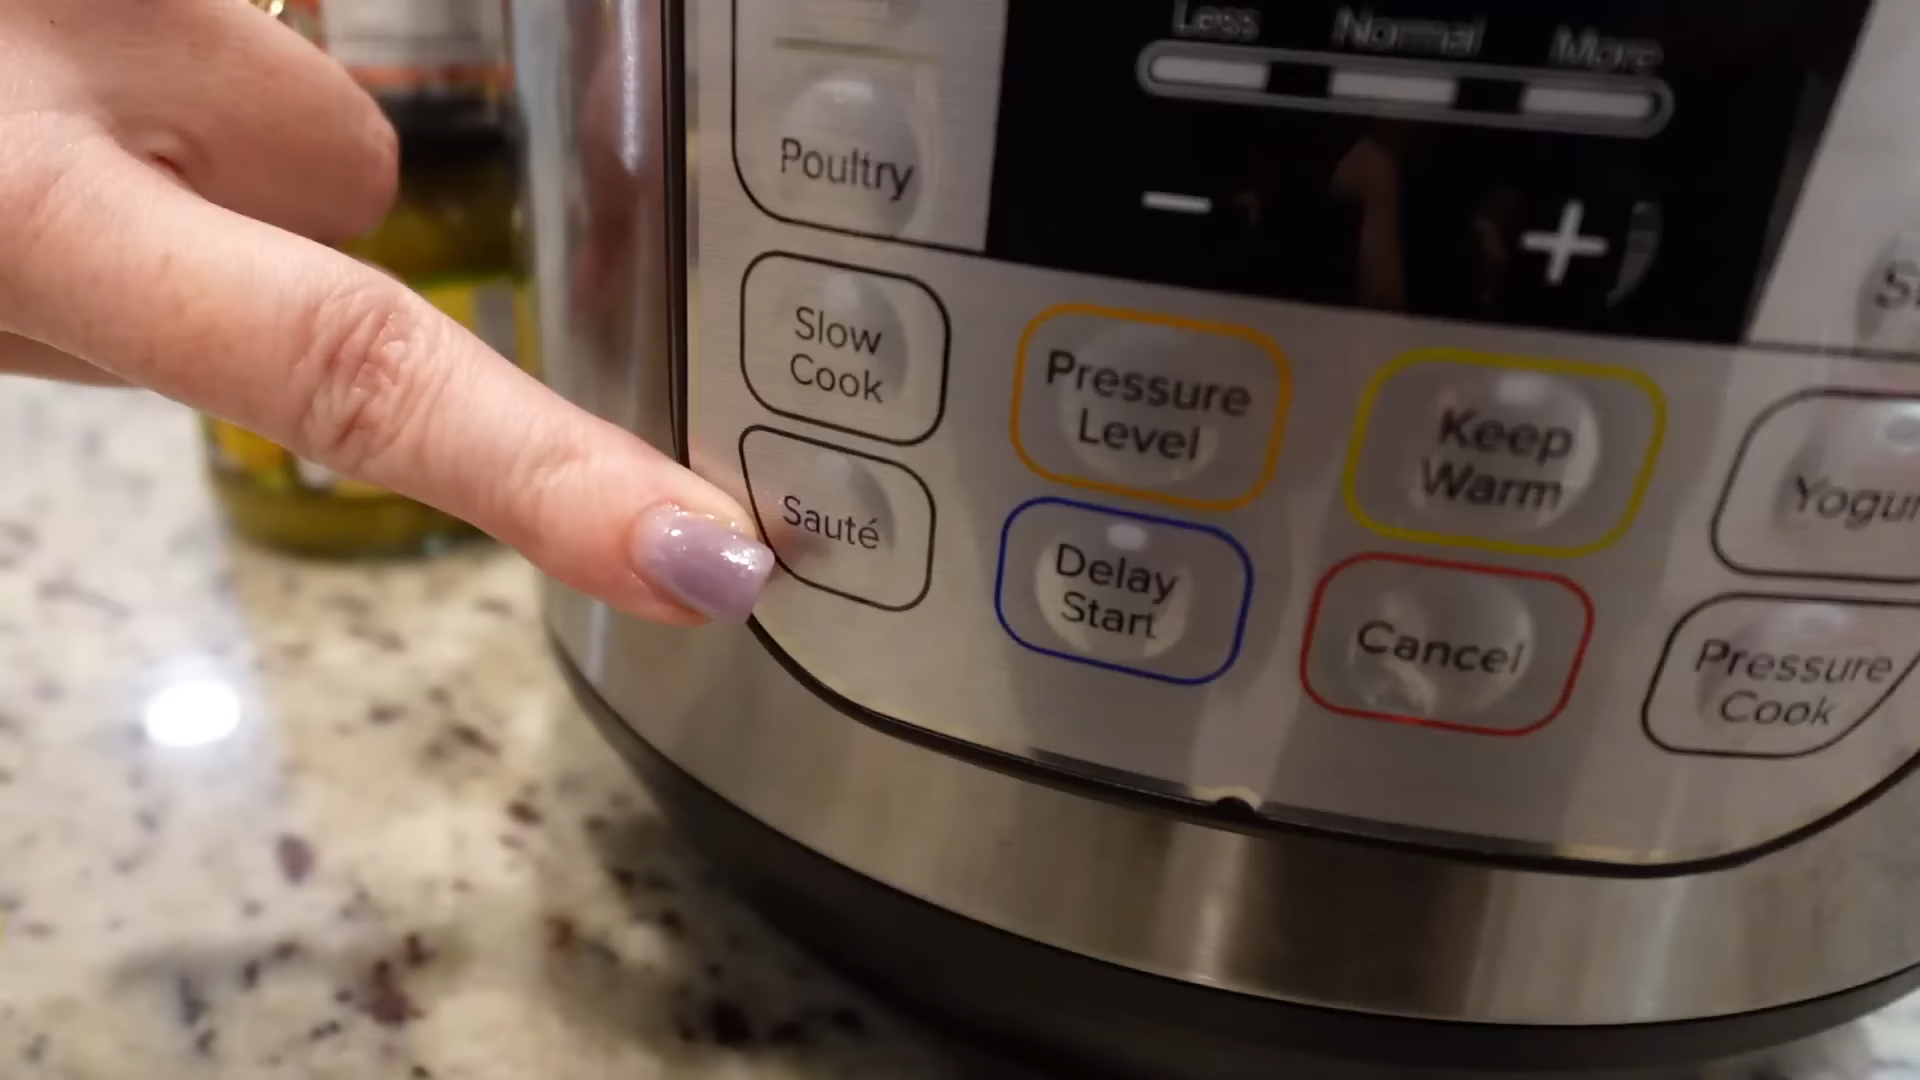 Less Normal More
Poultry
Slow
Cook
Pressure
Level
Keep
Warm
Sauté
Delay
Start
Cancel
Pressure
Cook